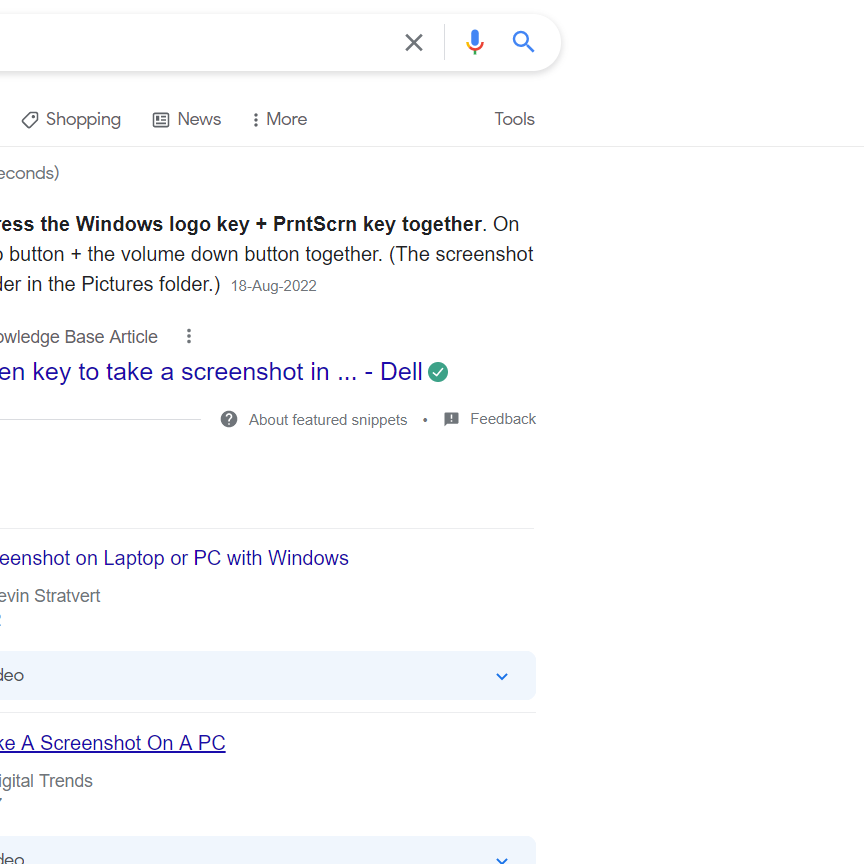 Shopping News More Tools
econds)
ress the Windows logo key + PrntScrn key together. On
button + the volume down button together. (The screenshot
der in the Pictures folder.) 18-Aug-2022
owledge Base Article
en key to take a screenshot in ... - Dell
About featured snippets • Feedback
eenshot on Laptop or PC with Windows
evin Stratvert
deo
ke A Screenshot On A PC
igital Trends
deo